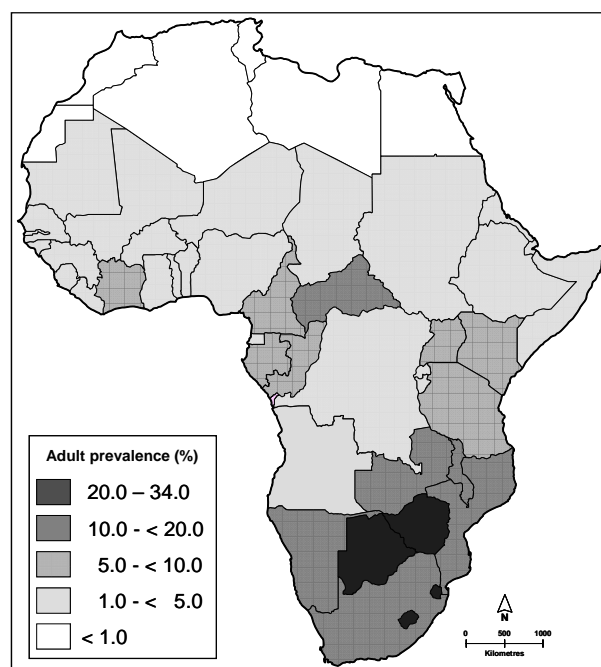 Adult prevalence (%)
20.0 – 34.0
10.0 - < 20.0
5.0 - < 10.0
1.0 - < 5.0
< 1.0
N
0 500 1000
Kilometres